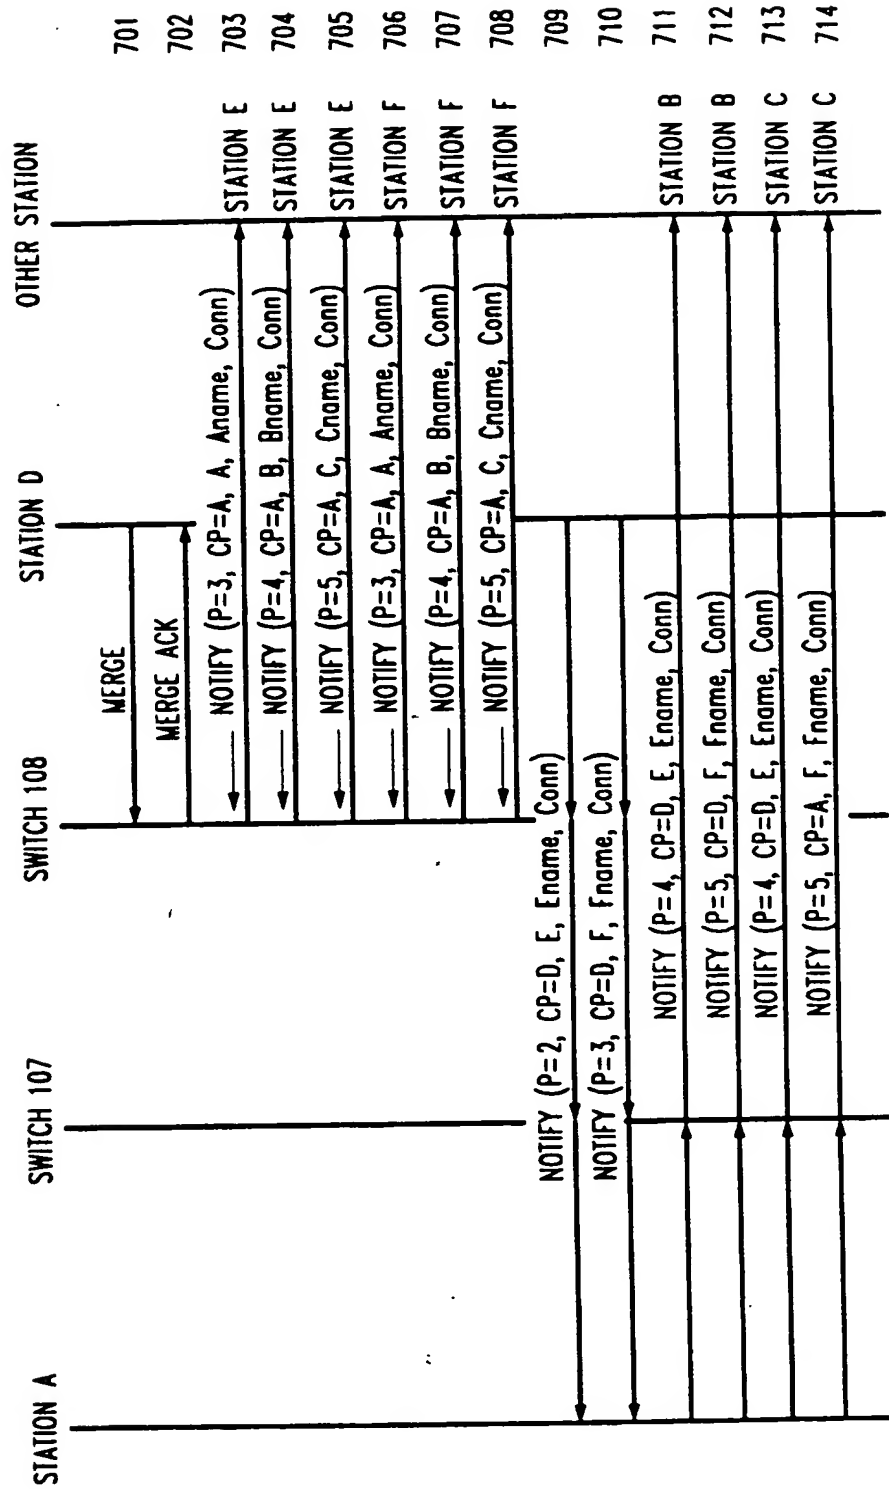 STATION A
SWITCH 107
SWITCH 108
STATION D
OTHER STATION
MERGE
701
MERGE ACK
702
NOTIFY (P=3, CP=A, A, Aname, Conn)
STATION E
703
NOTIFY (P=4, CP=A, B, Bname, Conn)
STATION E
704
NOTIFY (P=5, CP=A, C, Cname, Conn)
STATION E
705
NOTIFY (P=3, CP=A, A, Aname, Conn)
STATION F
706
NOTIFY (P=4, CP=A, B, Bname, Conn)
STATION F
707
NOTIFY (P=5, CP=A, C, Cname, Conn)
STATION F
708
NOTIFY (P=2, CP=D, E, Ename, Conn)
709
NOTIFY (P=3, CP=D, F, Fname, Conn)
710
NOTIFY (P=4, CP=D, E, Ename, Conn)
STATION B
711
NOTIFY (P=5, CP=D, F, Fname, Conn)
STATION B
712
NOTIFY (P=4, CP=D, E, Ename, Conn)
STATION C
713
NOTIFY (P=5, CP=A, F, Fname, Conn)
STATION C
714